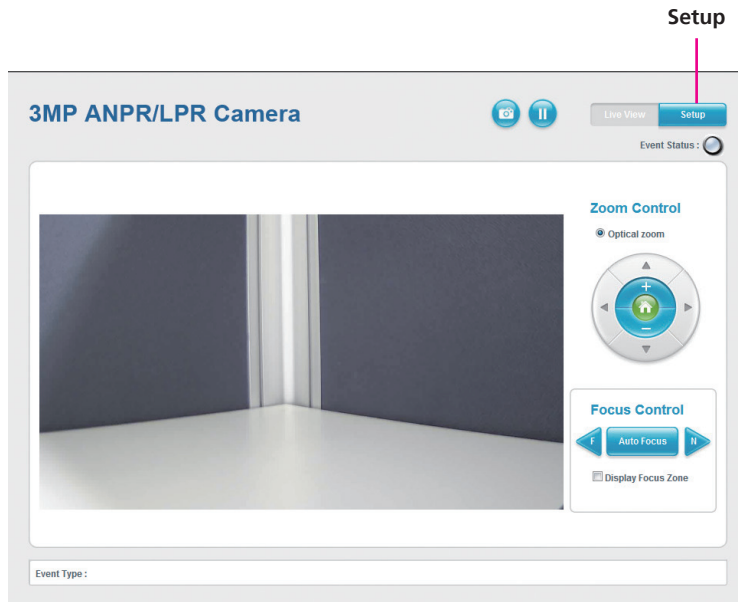 Setup
3MP ANPR/LPR Camera
Live View
Setup
Event Status :
Zoom Control
Optical zoom
+
−
Focus Control
F
Auto Focus
N
Display Focus Zone
Event Type :